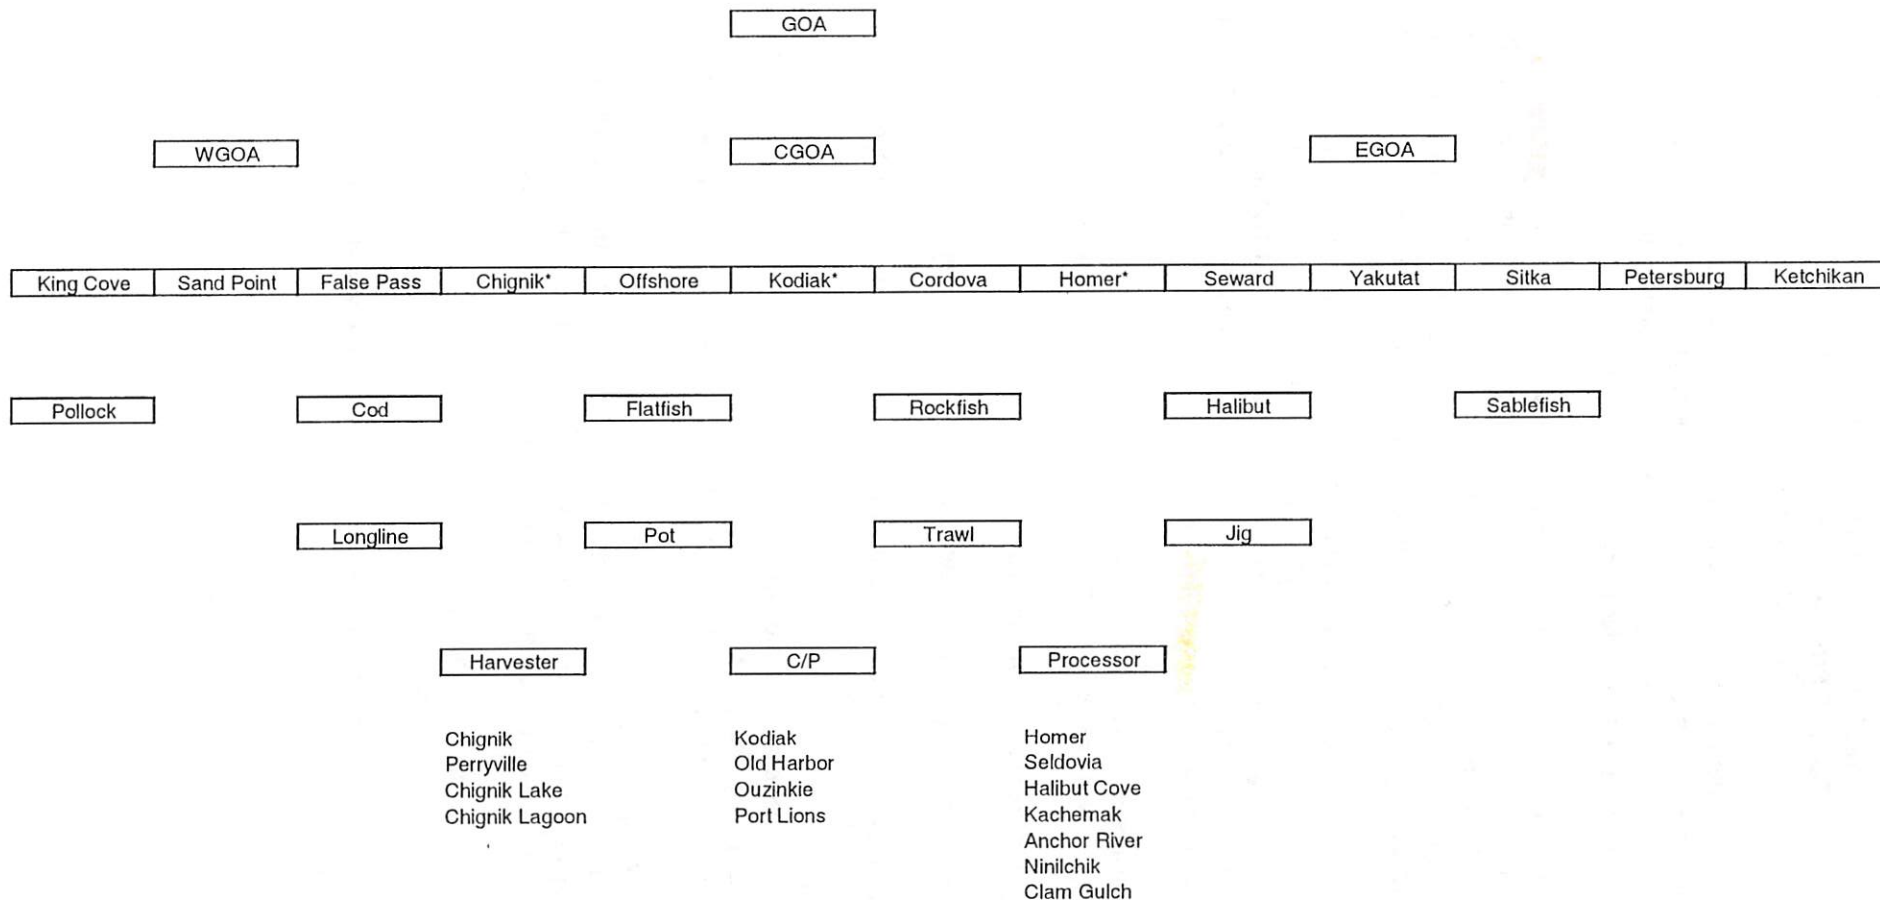 GOA
WGOA CGOA EGOA
King Cove Sand Point False Pass Chignik* Offshore Kodiak* Cordova Homer* Seward Yakutat Sitka Petersburg Ketchikan
Pollock Cod Flatfish Rockfish Halibut Sablefish
Longline Pot Trawl Jig
Harvester C/P Processor
Chignik Kodiak Homer
Perryville Old Harbor Seldovia
Chignik Lake Ouzinkie Halibut Cove
Chignik Lagoon Port Lions Kachemak
Anchor River
Ninilchik
Clam Gulch